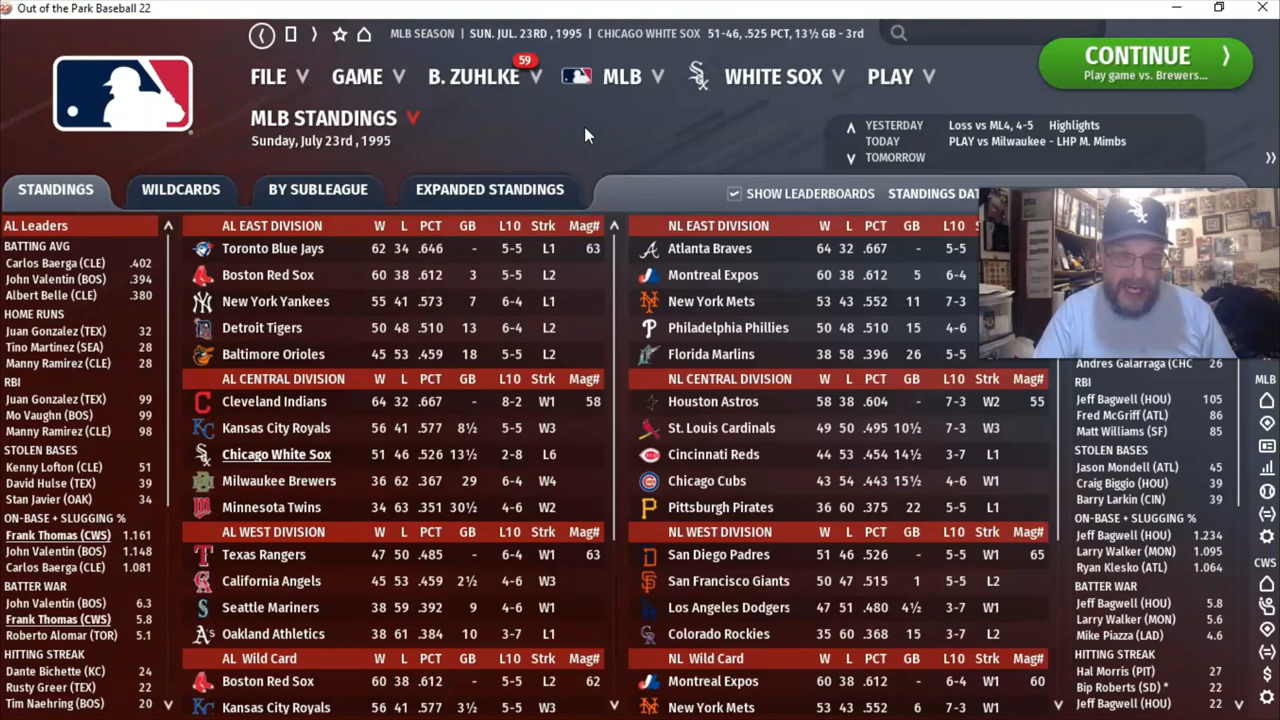 Out of the Park Baseball 22
MLB SEASON | SUN. JUL. 23RD , 1995 | CHICAGO WHITE SOX 51-46, .525 PCT, 13½ GB - 3rd
FILE GAME B. ZUHLKE 59 MLB WHITE SOX PLAY
CONTINUE
Play game vs. Brewers...
MLB STANDINGS
Sunday, July 23rd , 1995
YESTERDAY Loss vs ML4, 4-5 Highlights
TODAY PLAY vs Milwaukee - LHP M. Mimbs
TOMORROW
STANDINGS WILDCARDS BY SUBLEAGUE EXPANDED STANDINGS SHOW LEADERBOARDS STANDINGS DAT
AL Leaders
BATTING AVG
Carlos Baerga (CLE) .402
John Valentin (BOS) .394
Albert Belle (CLE) .380
HOME RUNS
Juan Gonzalez (TEX) 32
Tino Martinez (SEA) 28
Manny Ramirez (CLE) 28
RBI
Juan Gonzalez (TEX) 99
Mo Vaughn (BOS) 99
Manny Ramirez (CLE) 98
STOLEN BASES
Kenny Lofton (CLE) 51
David Hulse (TEX) 39
Stan Javier (OAK) 34
ON-BASE + SLUGGING %
Frank Thomas (CWS) 1.161
John Valentin (BOS) 1.148
Carlos Baerga (CLE) 1.081
BATTER WAR
John Valentin (BOS) 6.3
Frank Thomas (CWS) 5.8
Roberto Alomar (TOR) 5.1
HITTING STREAK
Dante Bichette (KC) 24
Rusty Greer (TEX) 22
Tim Naehring (BOS) 20
AL EAST DIVISION W L PCT GB L10 Strk Mag#
Toronto Blue Jays 62 34 .646 - 5-5 L1 63
Boston Red Sox 60 38 .612 3 5-5 L2
New York Yankees 55 41 .573 7 6-4 L1
Detroit Tigers 50 48 .510 13 6-4 L2
Baltimore Orioles 45 53 .459 18 5-5 L2
AL CENTRAL DIVISION W L PCT GB L10 Strk Mag#
Cleveland Indians 64 32 .667 - 8-2 W1 58
Kansas City Royals 56 41 .577 8½ 5-5 W3
Chicago White Sox 51 46 .526 13½ 2-8 L6
Milwaukee Brewers 36 62 .367 29 6-4 W4
Minnesota Twins 34 63 .351 30½ 4-6 W2
AL WEST DIVISION W L PCT GB L10 Strk Mag#
Texas Rangers 47 50 .485 - 6-4 W1 63
California Angels 45 53 .459 2½ 4-6 W3
Seattle Mariners 38 59 .392 9 4-6 W1
Oakland Athletics 38 61 .384 10 3-7 L1
AL Wild Card W L PCT GB L10 Strk Mag#
Boston Red Sox 60 38 .612 - 5-5 L2 62
Kansas City Royals 56 41 .577 3½ 5-5 W3
NL EAST DIVISION W L PCT GB L10 S
Atlanta Braves 64 32 .667 - 5-5
Montreal Expos 60 38 .612 5 6-4
New York Mets 53 43 .552 11 7-3
Philadelphia Phillies 50 48 .510 15 4-6
Florida Marlins 38 58 .396 26 5-5
NL CENTRAL DIVISION W L PCT GB L10 Strk Mag#
Houston Astros 58 38 .604 - 7-3 W2 55
St. Louis Cardinals 49 50 .495 10½ 7-3 W3
Cincinnati Reds 44 53 .454 14½ 3-7 L1
Chicago Cubs 43 54 .443 15½ 4-6 W1
Pittsburgh Pirates 36 60 .375 22 5-5 L1
NL WEST DIVISION W L PCT GB L10 Strk Mag#
San Diego Padres 51 46 .526 - 5-5 W1 65
San Francisco Giants 50 47 .515 1 5-5 L2
Los Angeles Dodgers 47 51 .480 4½ 3-7 W1
Colorado Rockies 35 60 .368 15 3-7 L2
NL Wild Card W L PCT GB L10 Strk Mag#
Montreal Expos 60 38 .612 - 6-4 W1 60
New York Mets 53 43 .552 6 7-3 W1
Andres Galarraga (CHC 26
RBI
Jeff Bagwell (HOU) 105
Fred McGriff (ATL) 86
Matt Williams (SF) 85
STOLEN BASES
Jason Mondell (ATL) 45
Craig Biggio (HOU) 39
Barry Larkin (CIN) 39
ON-BASE + SLUGGING %
Jeff Bagwell (HOU) 1.234
Larry Walker (MON) 1.095
Ryan Klesko (ATL) 1.064
BATTER WAR
Jeff Bagwell (HOU) 5.8
Larry Walker (MON) 5.6
Mike Piazza (LAD) 4.6
HITTING STREAK
Hal Morris (PIT) 27
Bip Roberts (SD) * 22
Jeff Bagwell (HOU) 22
MLB
CWS